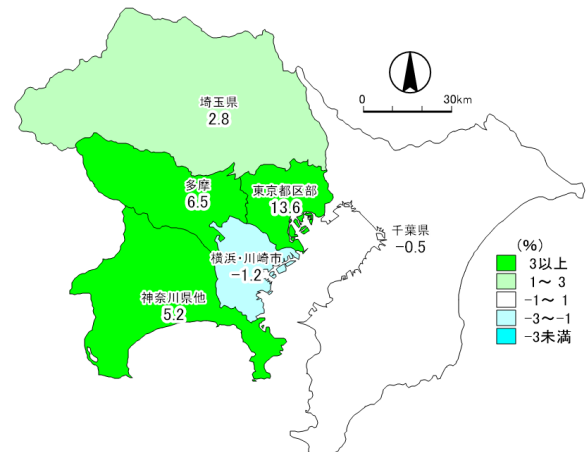 0 30km
埼玉県
2.8
多摩
6.5
東京都区部
13.6
千葉県
-0.5
横浜・川崎市
-1.2
神奈川県他
5.2
(%)
3以上
1~ 3
-1~ 1
-3~-1
-3未満